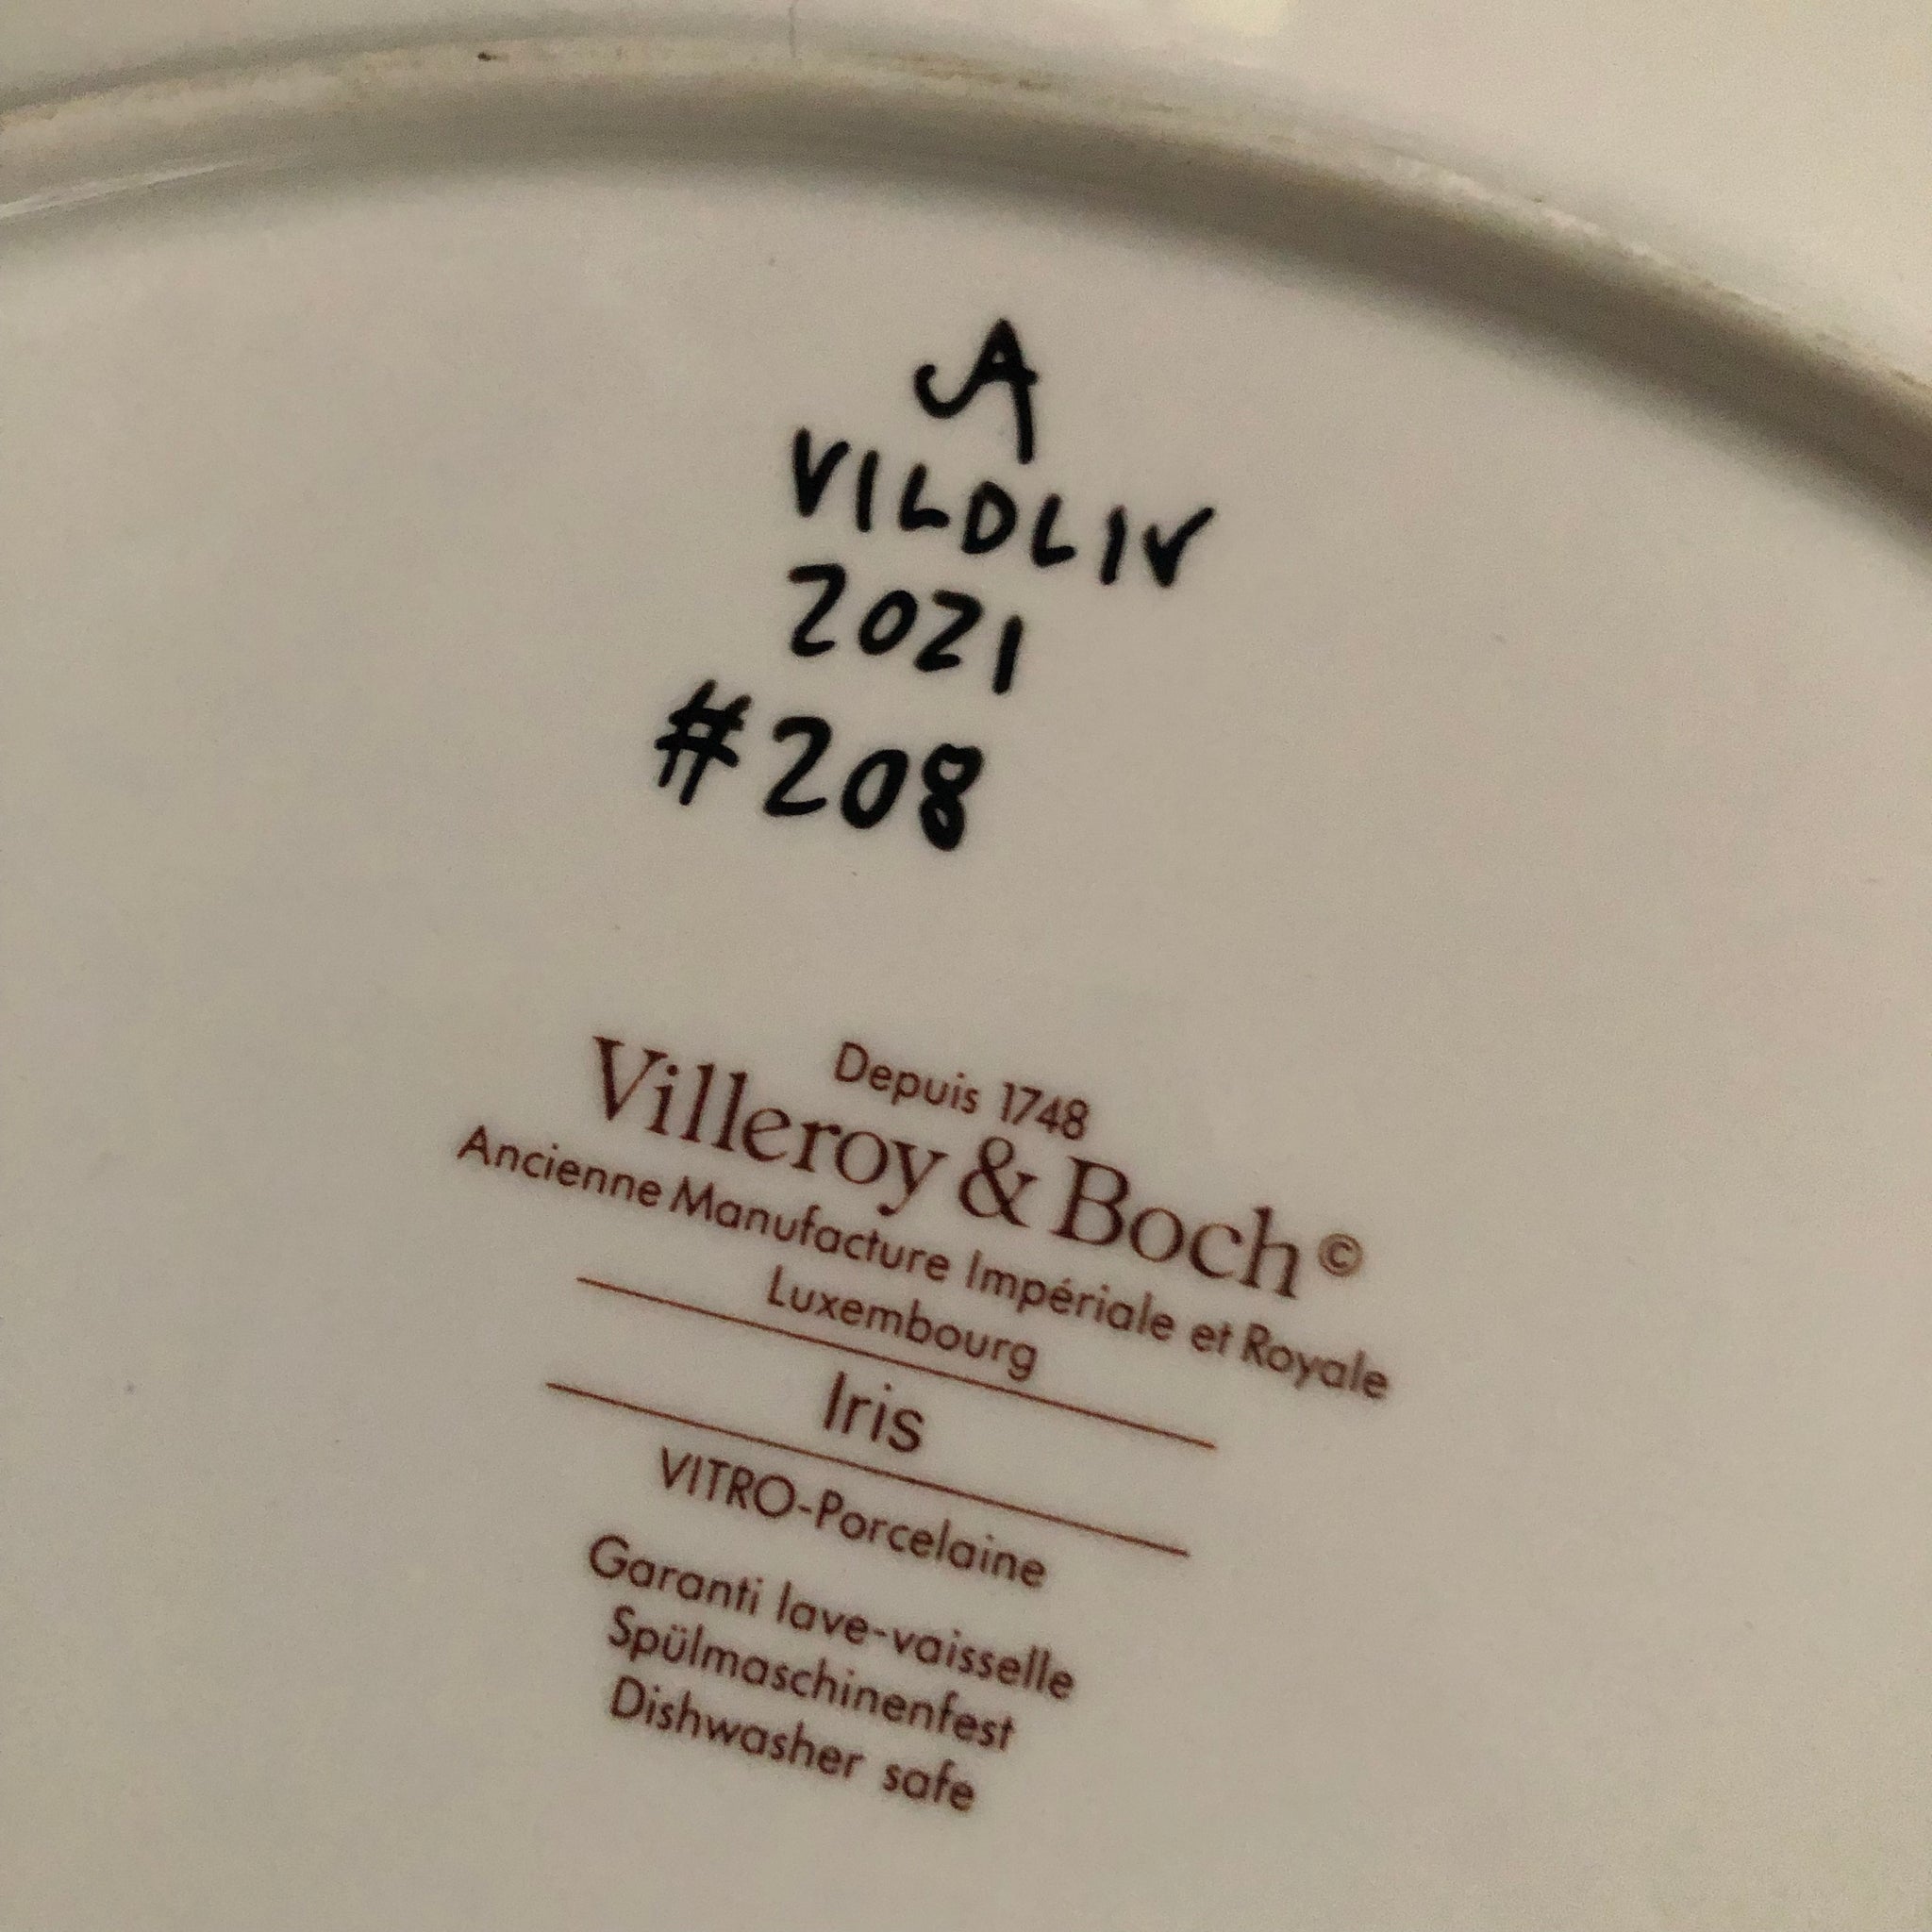 A
VILDLIV
2021
#208
Depuis 1748
Villeroy & Boch©
Ancienne Manufacture Impériale et Royale
Luxembourg
Iris
VITRO-Porcelaine
Garanti lave-vaisselle
Spülmaschinenfest
Dishwasher safe